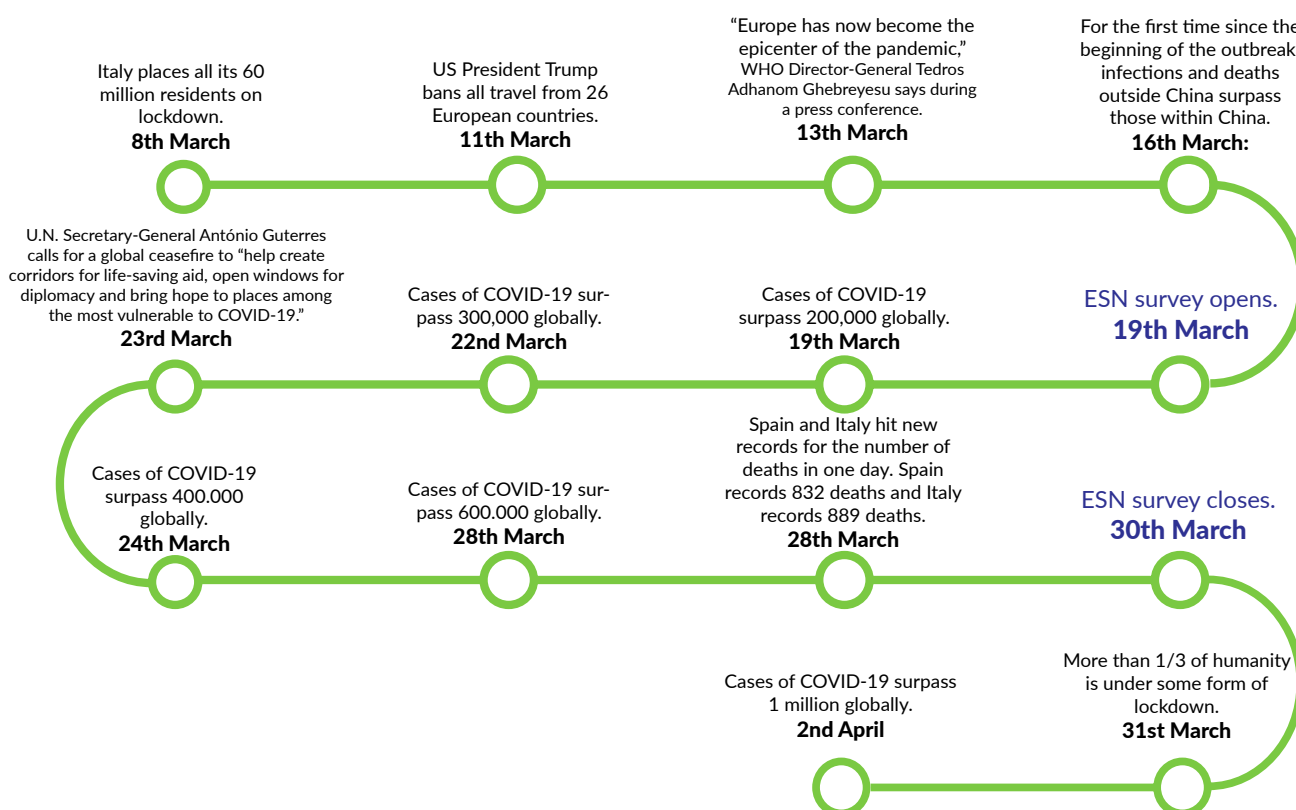 Italy places all its 60
million residents on
lockdown.
8th March
US President Trump
bans all travel from 26
European countries.
11th March
“Europe has now become the
epicenter of the pandemic,”
WHO Director-General Tedros
Adhanom Ghebreyesu says during
a press conference.
13th March
For the first time since the
beginning of the outbreak
infections and deaths
outside China surpass
those within China.
16th March:
ESN survey opens.
19th March
Cases of COVID-19
surpass 200,000 globally.
19th March
Cases of COVID-19 sur-
pass 300,000 globally.
22nd March
U.N. Secretary-General António Guterres
calls for a global ceasefire to “help create
corridors for life-saving aid, open windows for
diplomacy and bring hope to places among
the most vulnerable to COVID-19.”
23rd March
Cases of COVID-19
surpass 400.000
globally.
24th March
Cases of COVID-19 sur-
pass 600.000 globally.
28th March
Spain and Italy hit new
records for the number of
deaths in one day. Spain
records 832 deaths and Italy
records 889 deaths.
28th March
ESN survey closes.
30th March
More than 1/3 of humanity
is under some form of
lockdown.
31st March
Cases of COVID-19 surpass
1 million globally.
2nd April